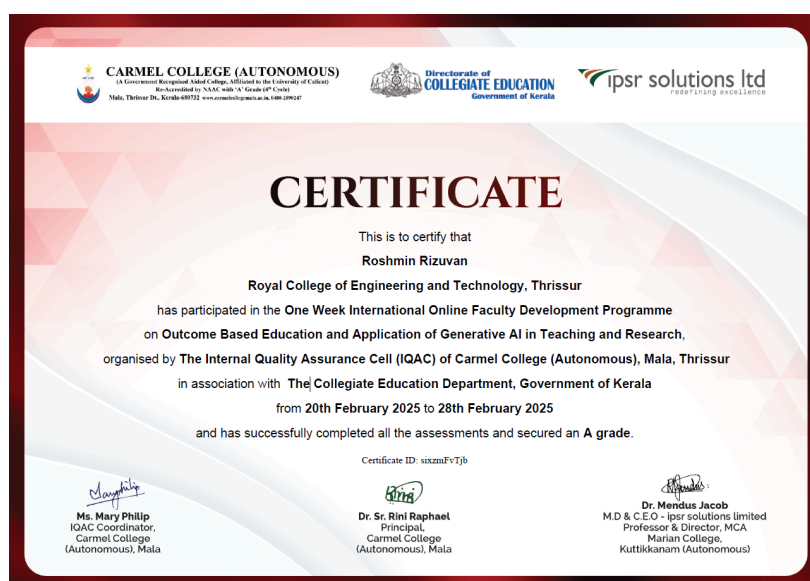 CARMEL COLLEGE (AUTONOMOUS)
(A Government Recognised Aided College, Affiliated to the University of Calicut)
Re-Accredited by NAAC with 'A' Grade (4th Cycle)
Mala, Thrissur Dt., Kerala-680732 www.carmelcollegemala.ac.in, 0480-2890247
Directorate of
COLLEGIATE EDUCATION
Government of Kerala
ipsr solutions ltd
redefining excellence
CERTIFICATE
This is to certify that
Roshmin Rizuvan
Royal College of Engineering and Technology, Thrissur
has participated in the One Week International Online Faculty Development Programme
on Outcome Based Education and Application of Generative AI in Teaching and Research,
organised by The Internal Quality Assurance Cell (IQAC) of Carmel College (Autonomous), Mala, Thrissur
in association with The Collegiate Education Department, Government of Kerala
from 20th February 2025 to 28th February 2025
and has successfully completed all the assessments and secured an A grade.
Certificate ID: sixzmFvTjb
Ms. Mary Philip
IQAC Coordinator,
Carmel College
(Autonomous), Mala
Dr. Sr. Rini Raphael
Principal,
Carmel College
(Autonomous), Mala
Dr. Mendus Jacob
M.D & C.E.O - ipsr solutions limited
Professor & Director, MCA
Marian College,
Kuttikkanam (Autonomous)